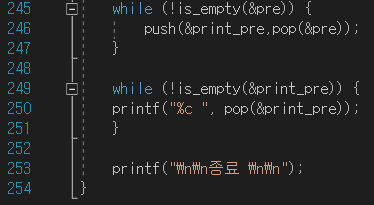 245 while (!is_empty(&pre)) {
246 push(&print_pre,pop(&pre));
247 }
248
249 while (!is_empty(&print_pre)) {
250 printf("%c ", pop(&print_pre));
251 }
252
253 printf("₩n₩n종료 ₩n₩n");
254 }